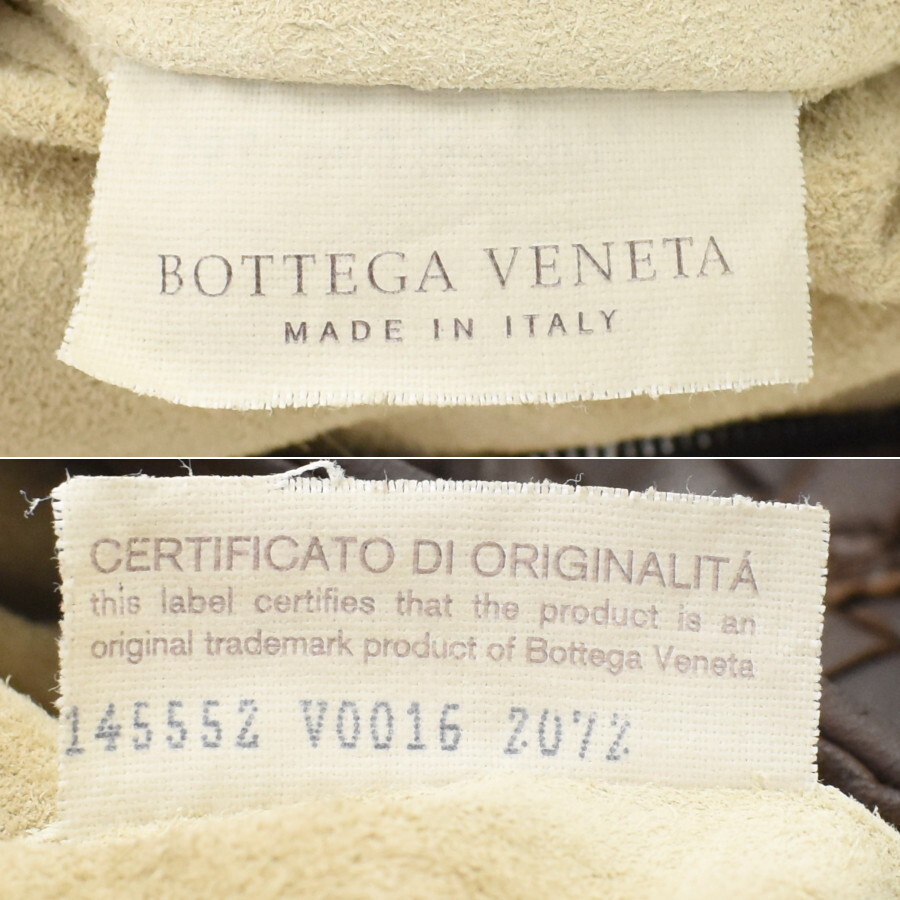 BOTTEGA VENETA
MADE IN ITALY
CERTIFICATO DI ORIGINALITÁ
this label certifies that the product is an
original trademark product of Bottega Veneta
145552 V0016 2072